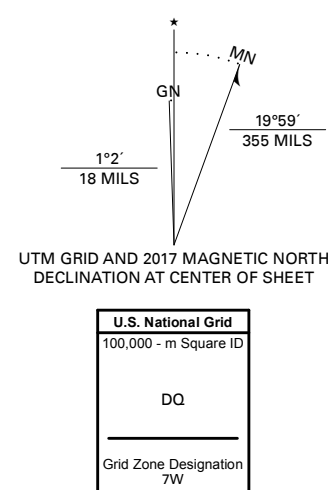 ★
MN
GN
19°59´
355 MILS
1°2´
18 MILS
UTM GRID AND 2017 MAGNETIC NORTH
DECLINATION AT CENTER OF SHEET
U.S. National Grid
100,000 - m Square ID
DQ
Grid Zone Designation
7W